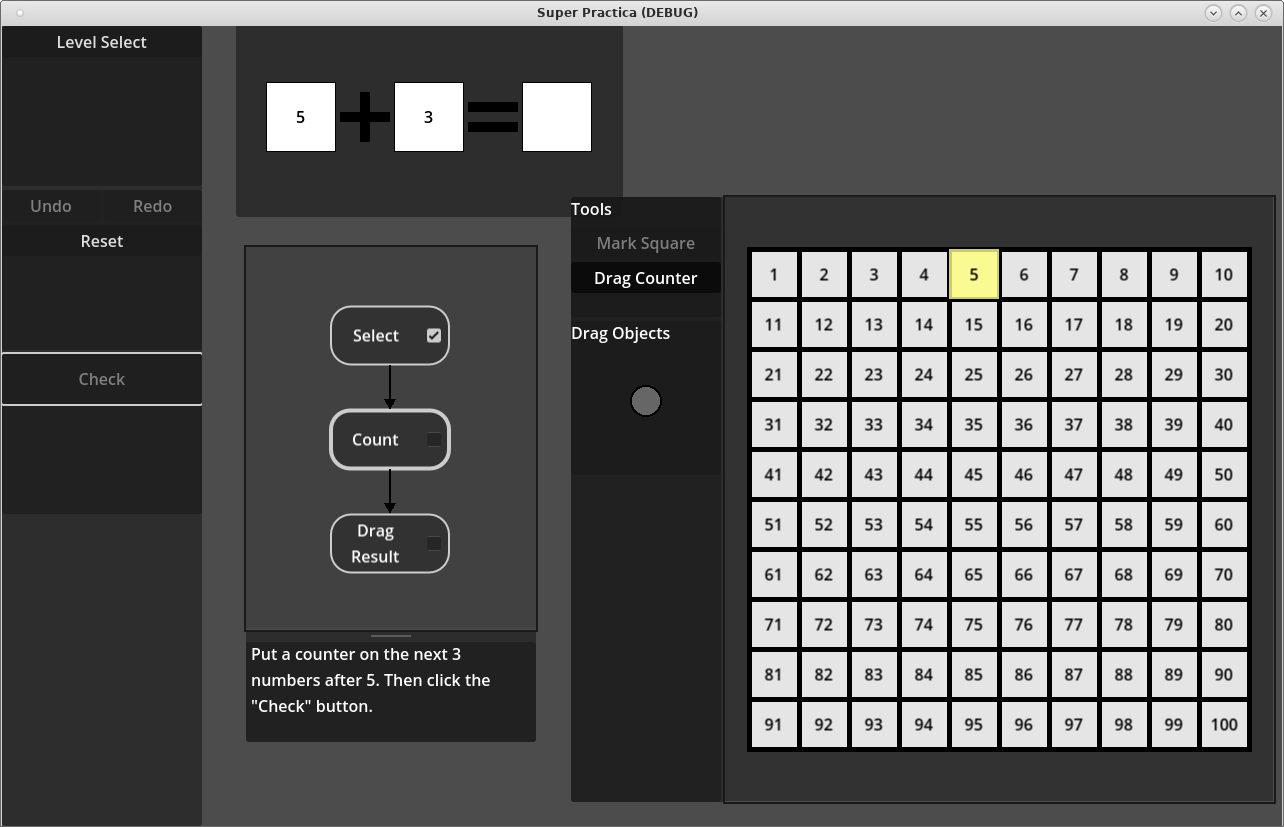 Super Practica (DEBUG)
Level Select
Undo Redo
Reset
Check
5 + 3 =
Select
Count
Drag
Result
Put a counter on the next 3
numbers after 5. Then click the
"Check" button.
Tools
Mark Square
Drag Counter
Drag Objects
1 2 3 4 5 6 7 8 9 10
11 12 13 14 15 16 17 18 19 20
21 22 23 24 25 26 27 28 29 30
31 32 33 34 35 36 37 38 39 40
41 42 43 44 45 46 47 48 49 50
51 52 53 54 55 56 57 58 59 60
61 62 63 64 65 66 67 68 69 70
71 72 73 74 75 76 77 78 79 80
81 82 83 84 85 86 87 88 89 90
91 92 93 94 95 96 97 98 99 100